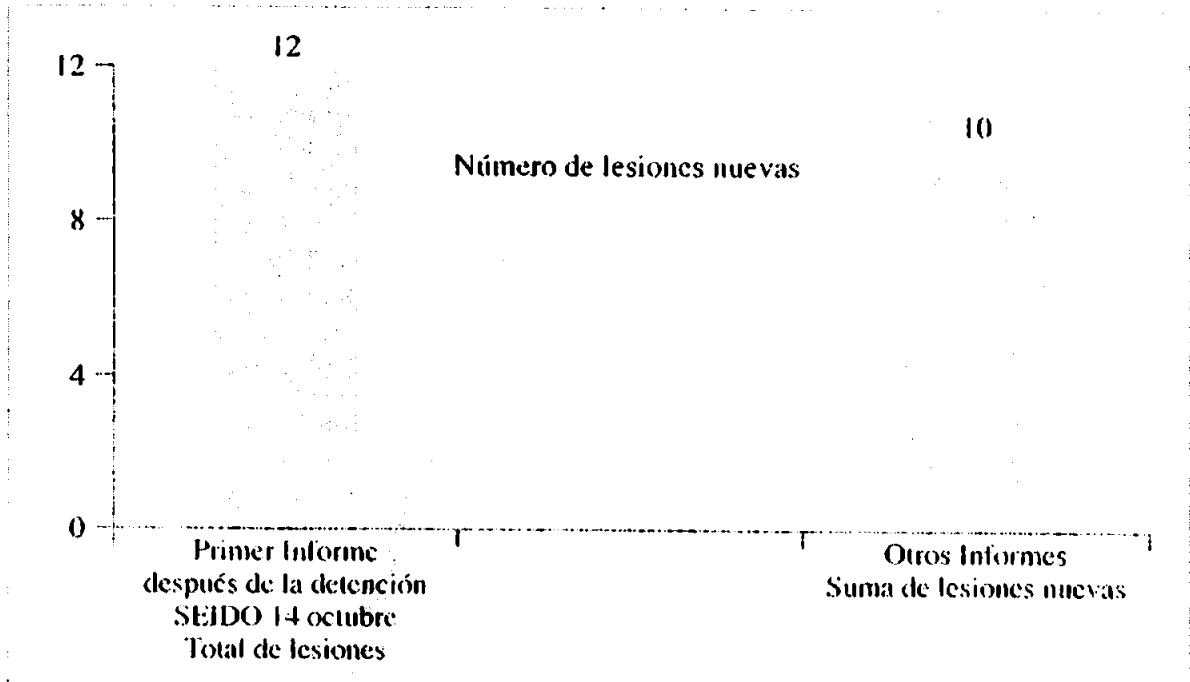 12
12
10
Número de lesiones nuevas
8
4
0
Primer Informe
después de la detención
SEIDO 14 octubre
Total de lesiones
Otros Informes
Suma de lesiones nuevas